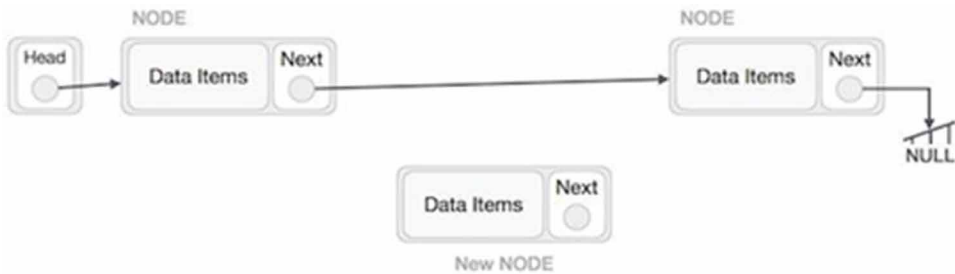 NODE
NODE
Head
Data Items
Next
Data Items
Next
NULL
Data Items
Next
New NODE